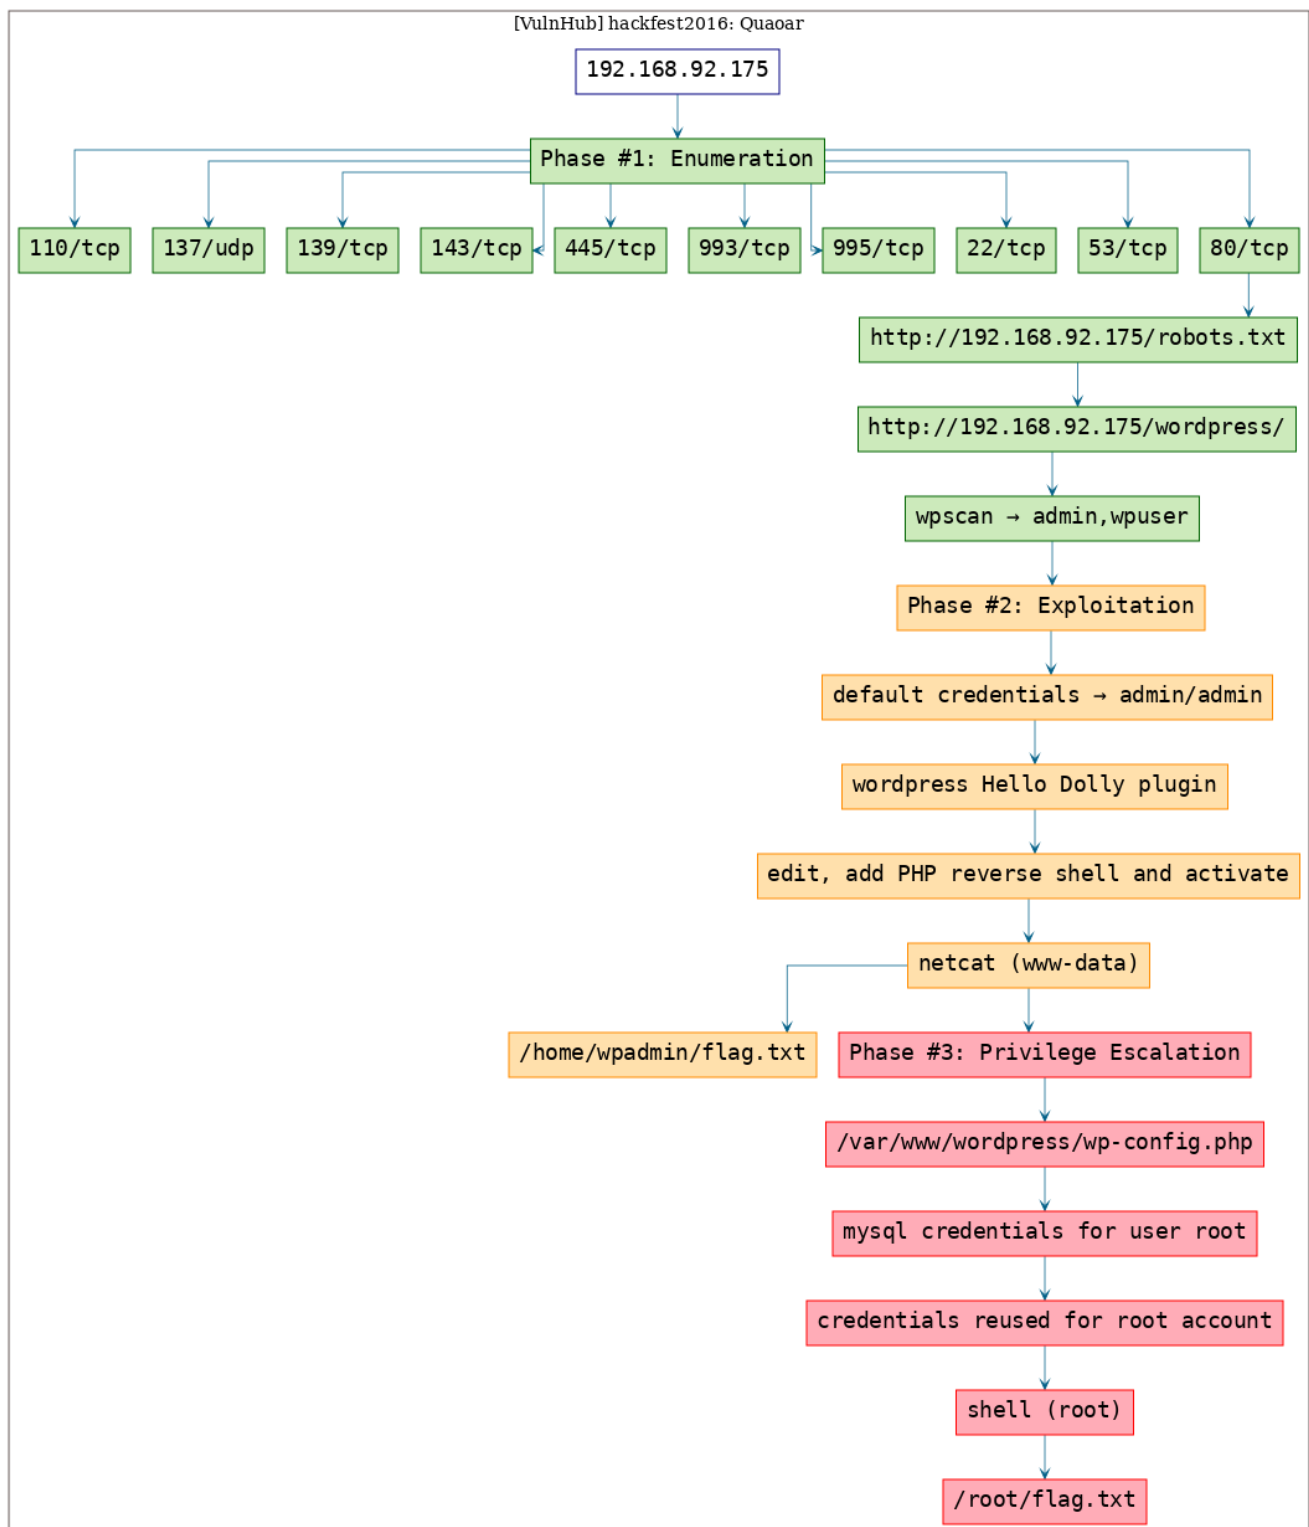 [VulnHub] hackfest2016: Quaoar
192.168.92.175
Phase #1: Enumeration
110/tcp
137/udp
139/tcp
143/tcp
445/tcp
993/tcp
995/tcp
22/tcp
53/tcp
80/tcp
http://192.168.92.175/robots.txt
http://192.168.92.175/wordpress/
wpscan → admin,wpuser
Phase #2: Exploitation
default credentials → admin/admin
wordpress Hello Dolly plugin
edit, add PHP reverse shell and activate
netcat (www-data)
/home/wpadmin/flag.txt
Phase #3: Privilege Escalation
/var/www/wordpress/wp-config.php
mysql credentials for user root
credentials reused for root account
shell (root)
/root/flag.txt